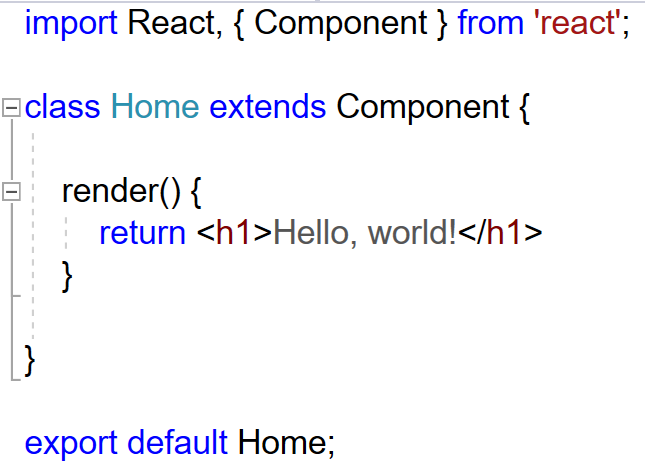 import React, { Component } from 'react';
class Home extends Component {
render() {
return <h1>Hello, world!</h1>
}
}
export default Home;